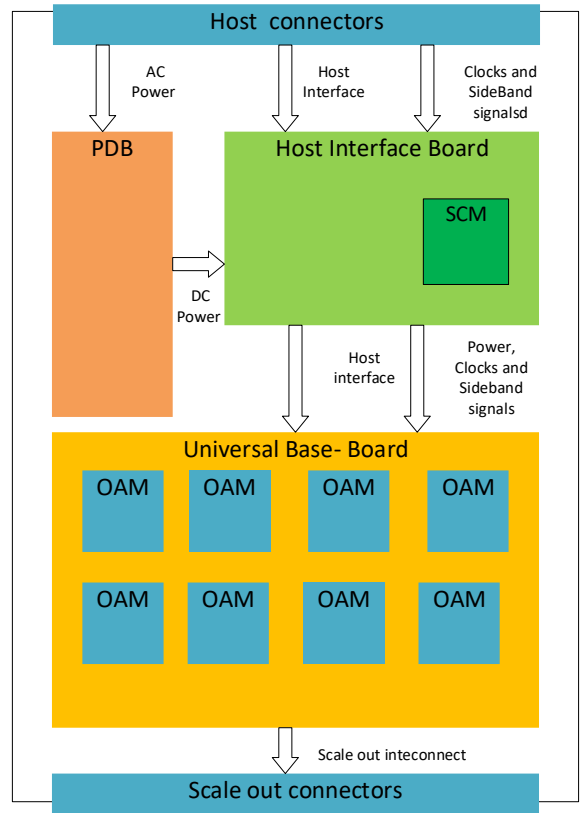 Host connectors
AC
Power
Host
Interface
Clocks and
SideBand
signalsd
PDB
Host Interface Board
SCM
DC
Power
Host
interface
Power,
Clocks and
Sideband
signals
Universal Base- Board
OAM OAM OAM OAM
OAM OAM OAM OAM
Scale out inteconnect
Scale out connectors